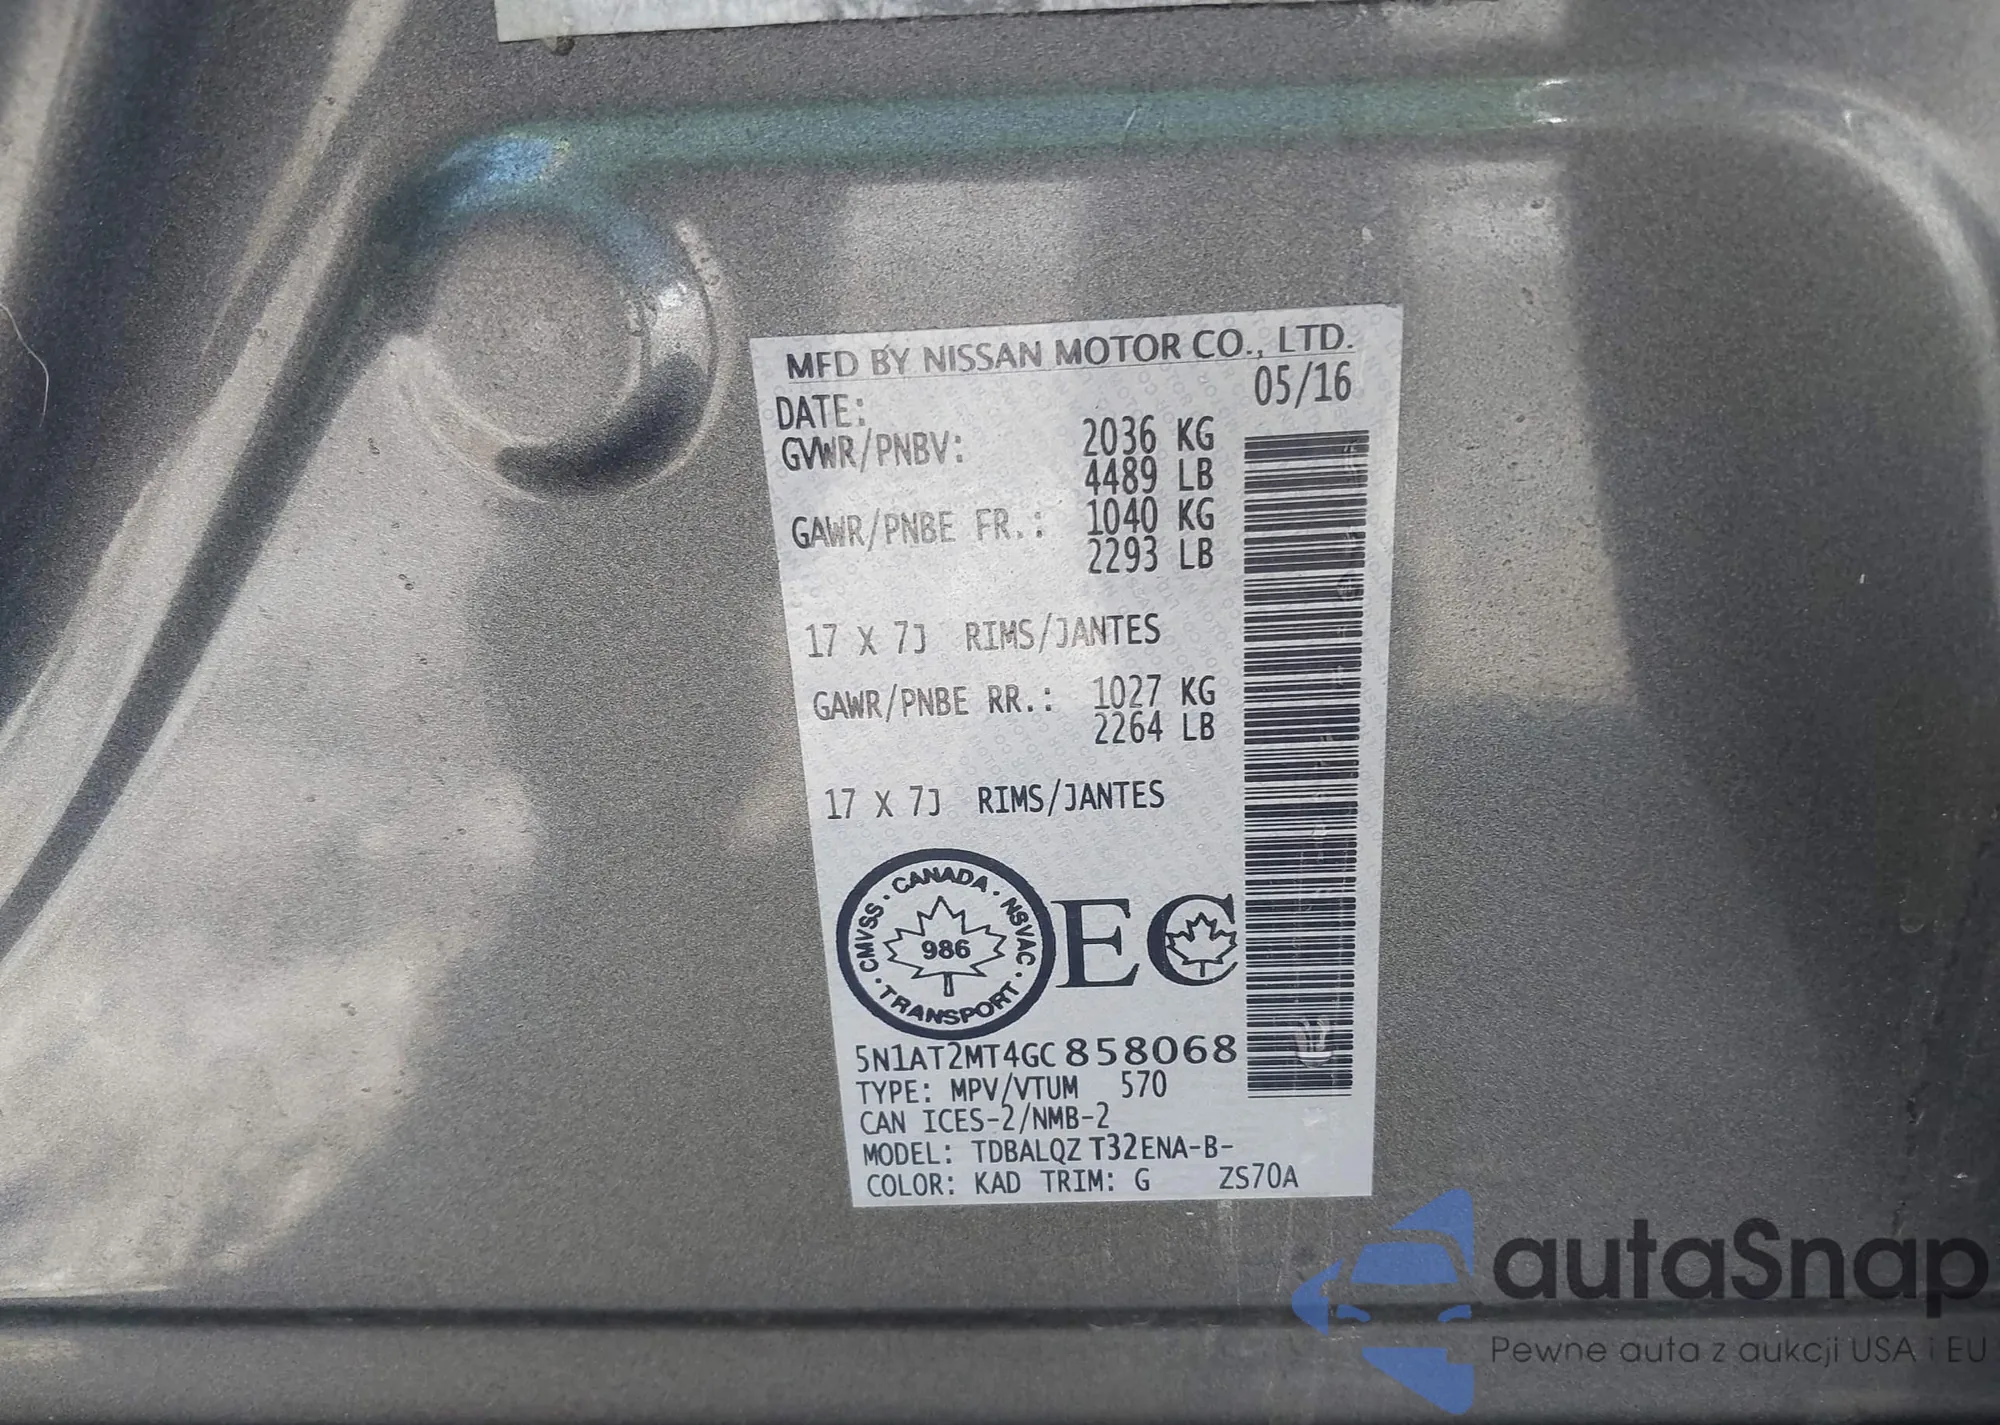 MFD BY NISSAN MOTOR CO., LTD.
DATE: 05/16
GVWR/PNBV: 2036 KG
4489 LB
GAWR/PNBE FR.: 1040 KG
2293 LB
17 X 7J RIMS/JANTES
GAWR/PNBE RR.: 1027 KG
2264 LB
17 X 7J RIMS/JANTES
CANADA · NSVAC · TRANSPORT · CMVSS ·
986
EC
5N1AT2MT4GC858068
TYPE: MPV/VTUM 570
CAN ICES-2/NMB-2
MODEL: TDBALQZ T32ENA-B-
COLOR: KAD TRIM: G ZS70A
autaSnap
Pewne auta z aukcji USA i EU